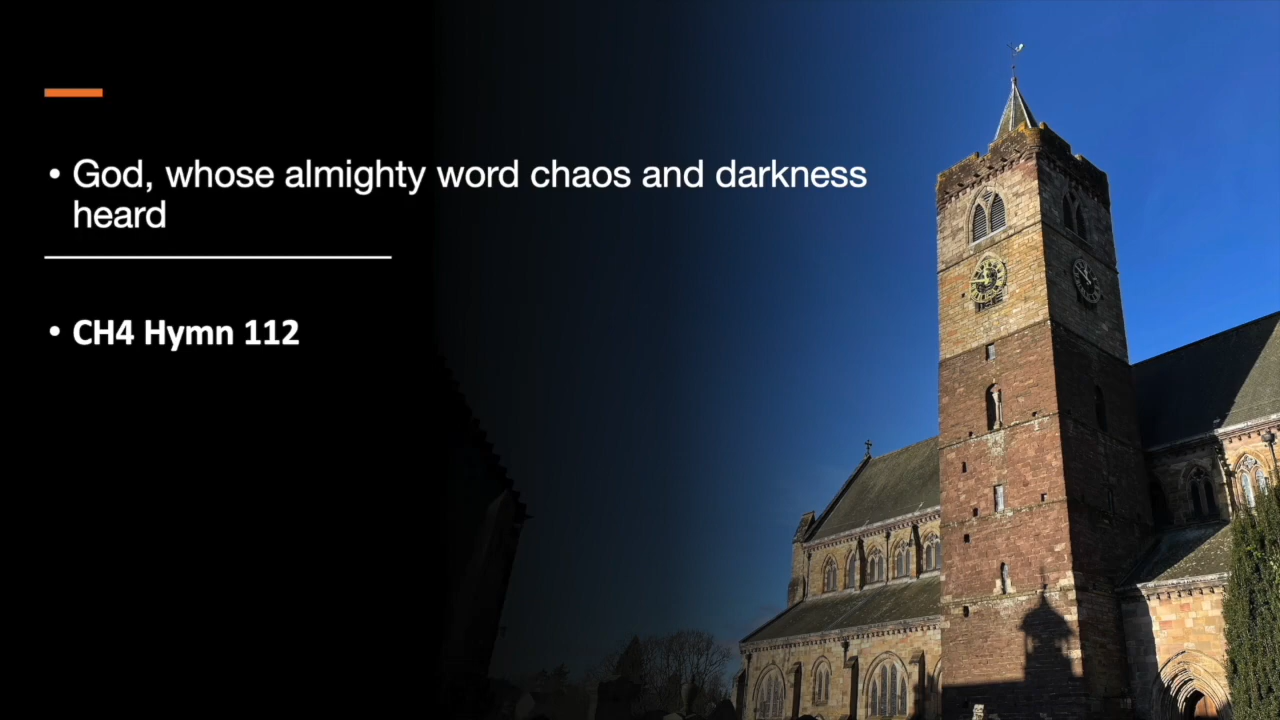 • God, whose almighty word chaos and darkness
heard
• CH4 Hymn 112